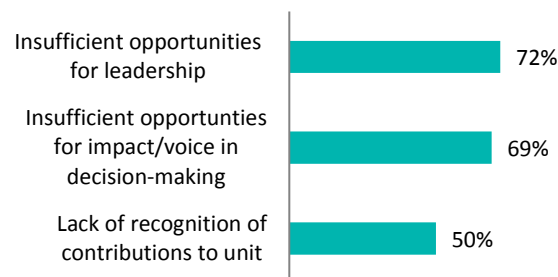 Insufficient opportunities
for leadership
72%
Insufficient opportunties
for impact/voice in
decision-making
69%
Lack of recognition of
contributions to unit
50%